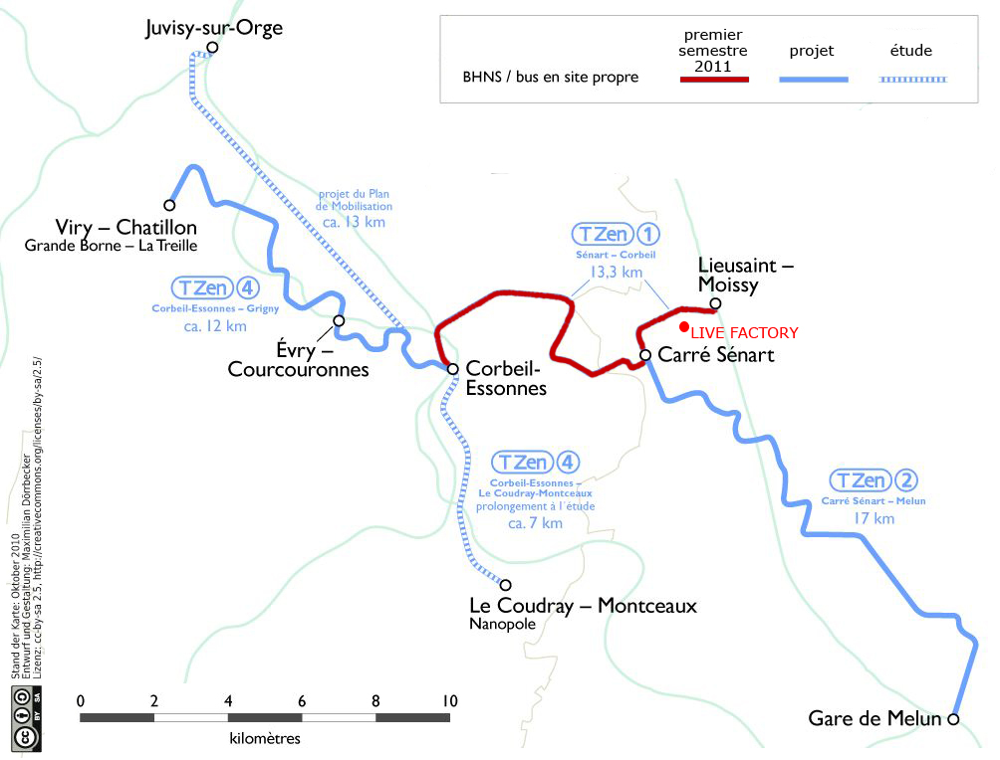 Juvisy-sur-Orge
premier
semestre
2011
projet
étude
BHNS / bus en site propre
projet du Plan
de Mobilisation
ca. 13 km
Viry – Chatillon
Grande Borne – La Treille
TZen 4
Corbeil-Essonnes – Grigny
ca. 12 km
TZen 1
Sénart – Corbeil
13,3 km
Lieusaint –
Moissy
LIVE FACTORY
Carré Sénart
Évry –
Courcouronnes
Corbeil-
Essonnes
TZen 4
Corbeil-Essonnes –
Le Coudray-Montceaux
prolongement à l'étude
ca. 7 km
TZen 2
Carré Sénart – Melun
17 km
Le Coudray – Montceaux
Nanopole
Gare de Melun
0 2 4 6 8 10
kilomètres
Stand der Karte: Oktober 2010
Entwurf und Gestaltung: Maximilian Dörrbecker
Lizenz: cc-by-sa 2.5, http://creativecommons.org/licenses/by-sa/2.5/
cc BY SA